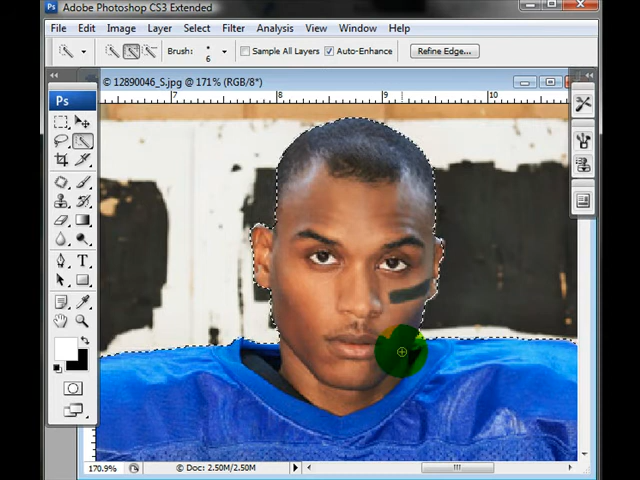 Ps Adobe Photoshop CS3 Extended
File Edit Image Layer Select Filter Analysis View Window Help
Brush: 6 Sample All Layers Auto-Enhance Refine Edge...
© 12890046_S.jpg @ 171% (RGB/8*)
7 8 9 10
Ps
T
170.9% © Doc: 2.50M/2.50M